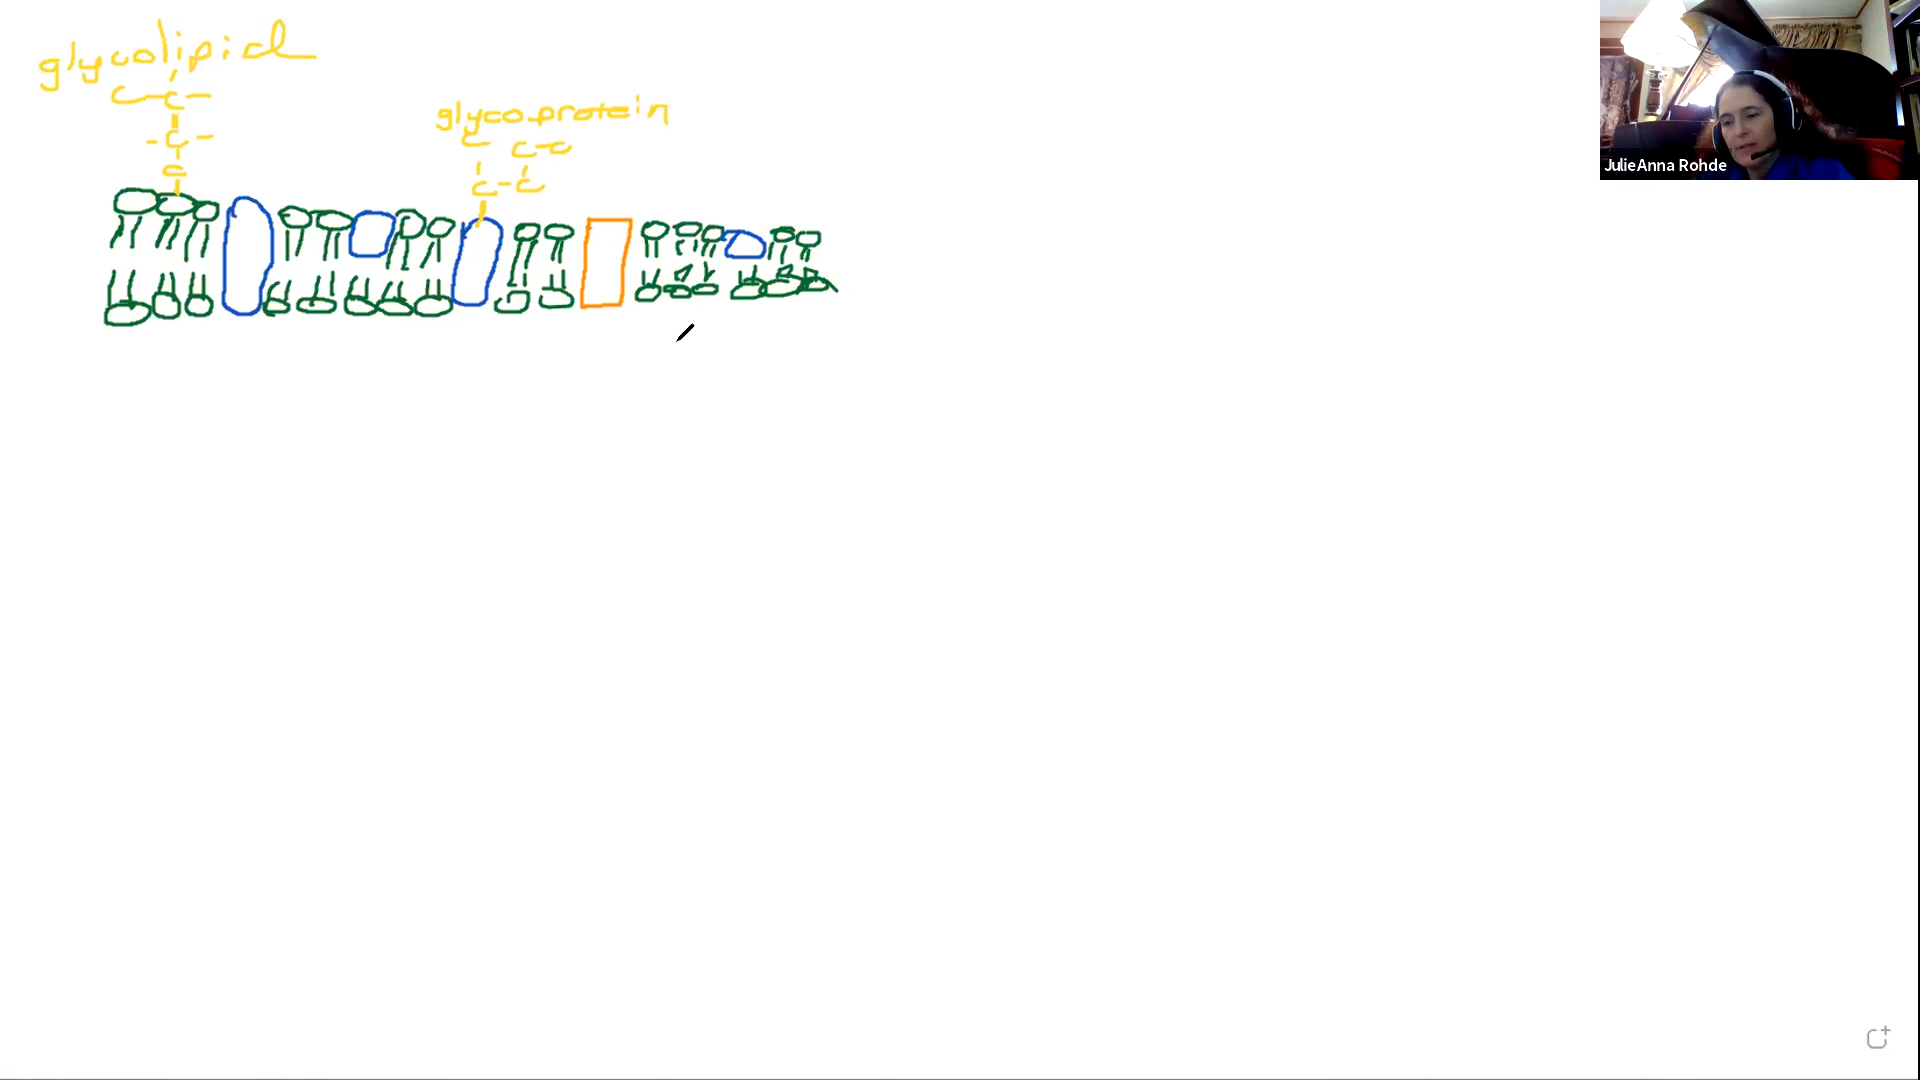 glycolipid
C-C-
-C-
C
glycoprotein
C C-C
C-C
JulieAnna Rohde